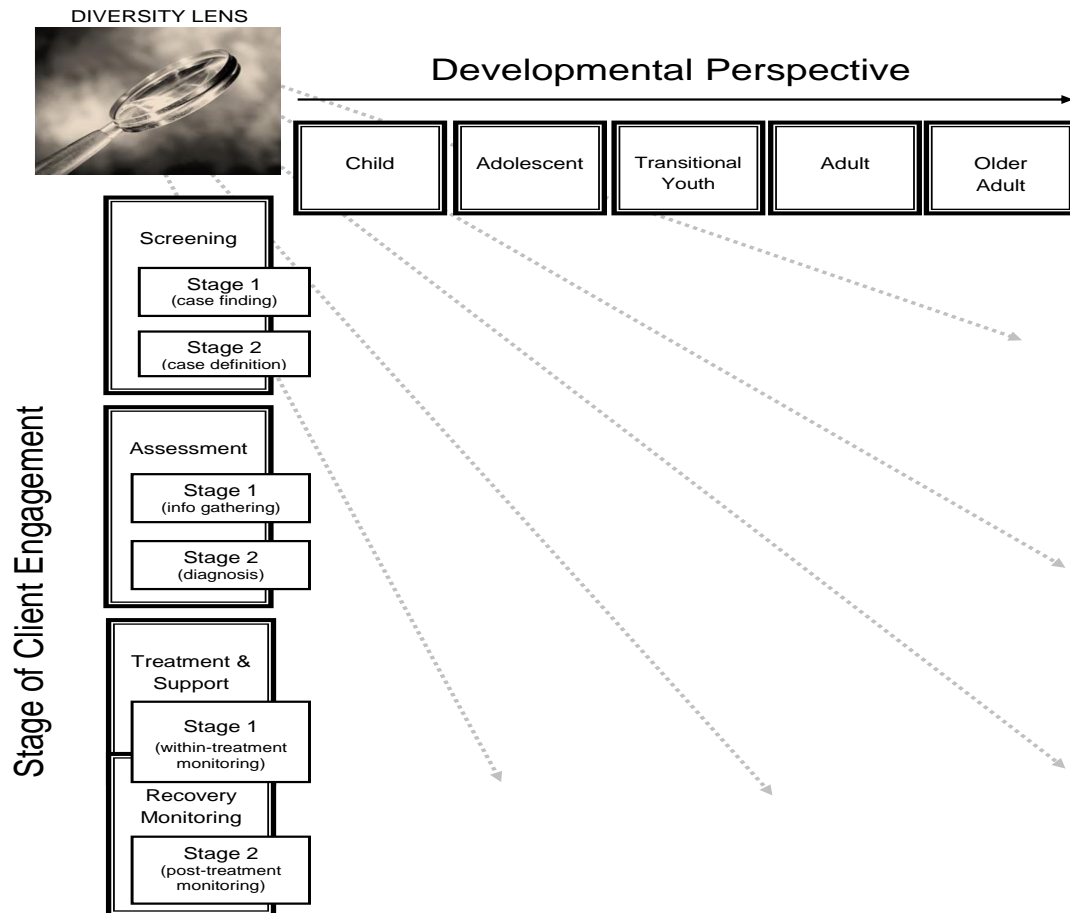 DIVERSITY LENS
Developmental Perspective
Child
Adolescent
Transitional
Youth
Adult
Older
Adult
Stage of Client Engagement
Screening
Stage 1
(case finding)
Stage 2
(case definition)
Assessment
Stage 1
(info gathering)
Stage 2
(diagnosis)
Treatment &
Support
Stage 1
(within-treatment
monitoring)
Recovery
Monitoring
Stage 2
(post-treatment
monitoring)